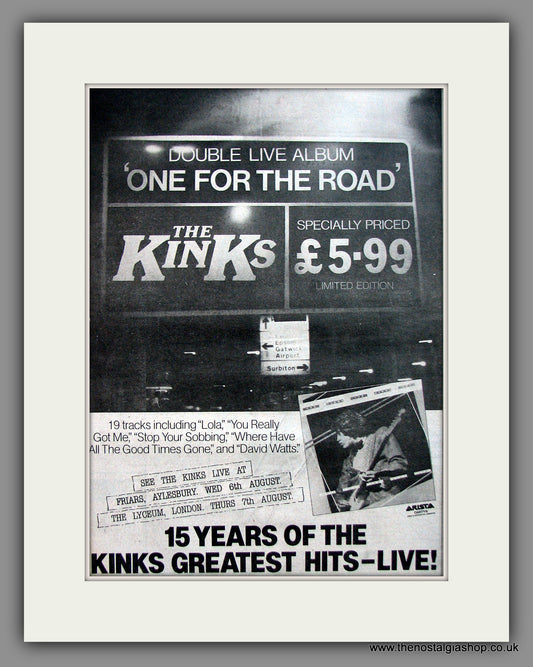 DOUBLE LIVE ALBUM
'ONE FOR THE ROAD'
THE
KINKS
SPECIALLY PRICED
£5·99
LIMITED EDITION
Epsom
Gatwick
Airport
Surbiton
19 tracks including "Lola," "You Really
Got Me," "Stop Your Sobbing," "Where Have
All The Good Times Gone," and "David Watts."
SEE THE KINKS LIVE AT
FRIARS, AYLESBURY. WED 6th AUGUST.
THE LYCEUM, LONDON. THURS 7th AUGUST.
ARISTA
15 YEARS OF THE
KINKS GREATEST HITS–LIVE!
www.thenostalgiashop.co.uk